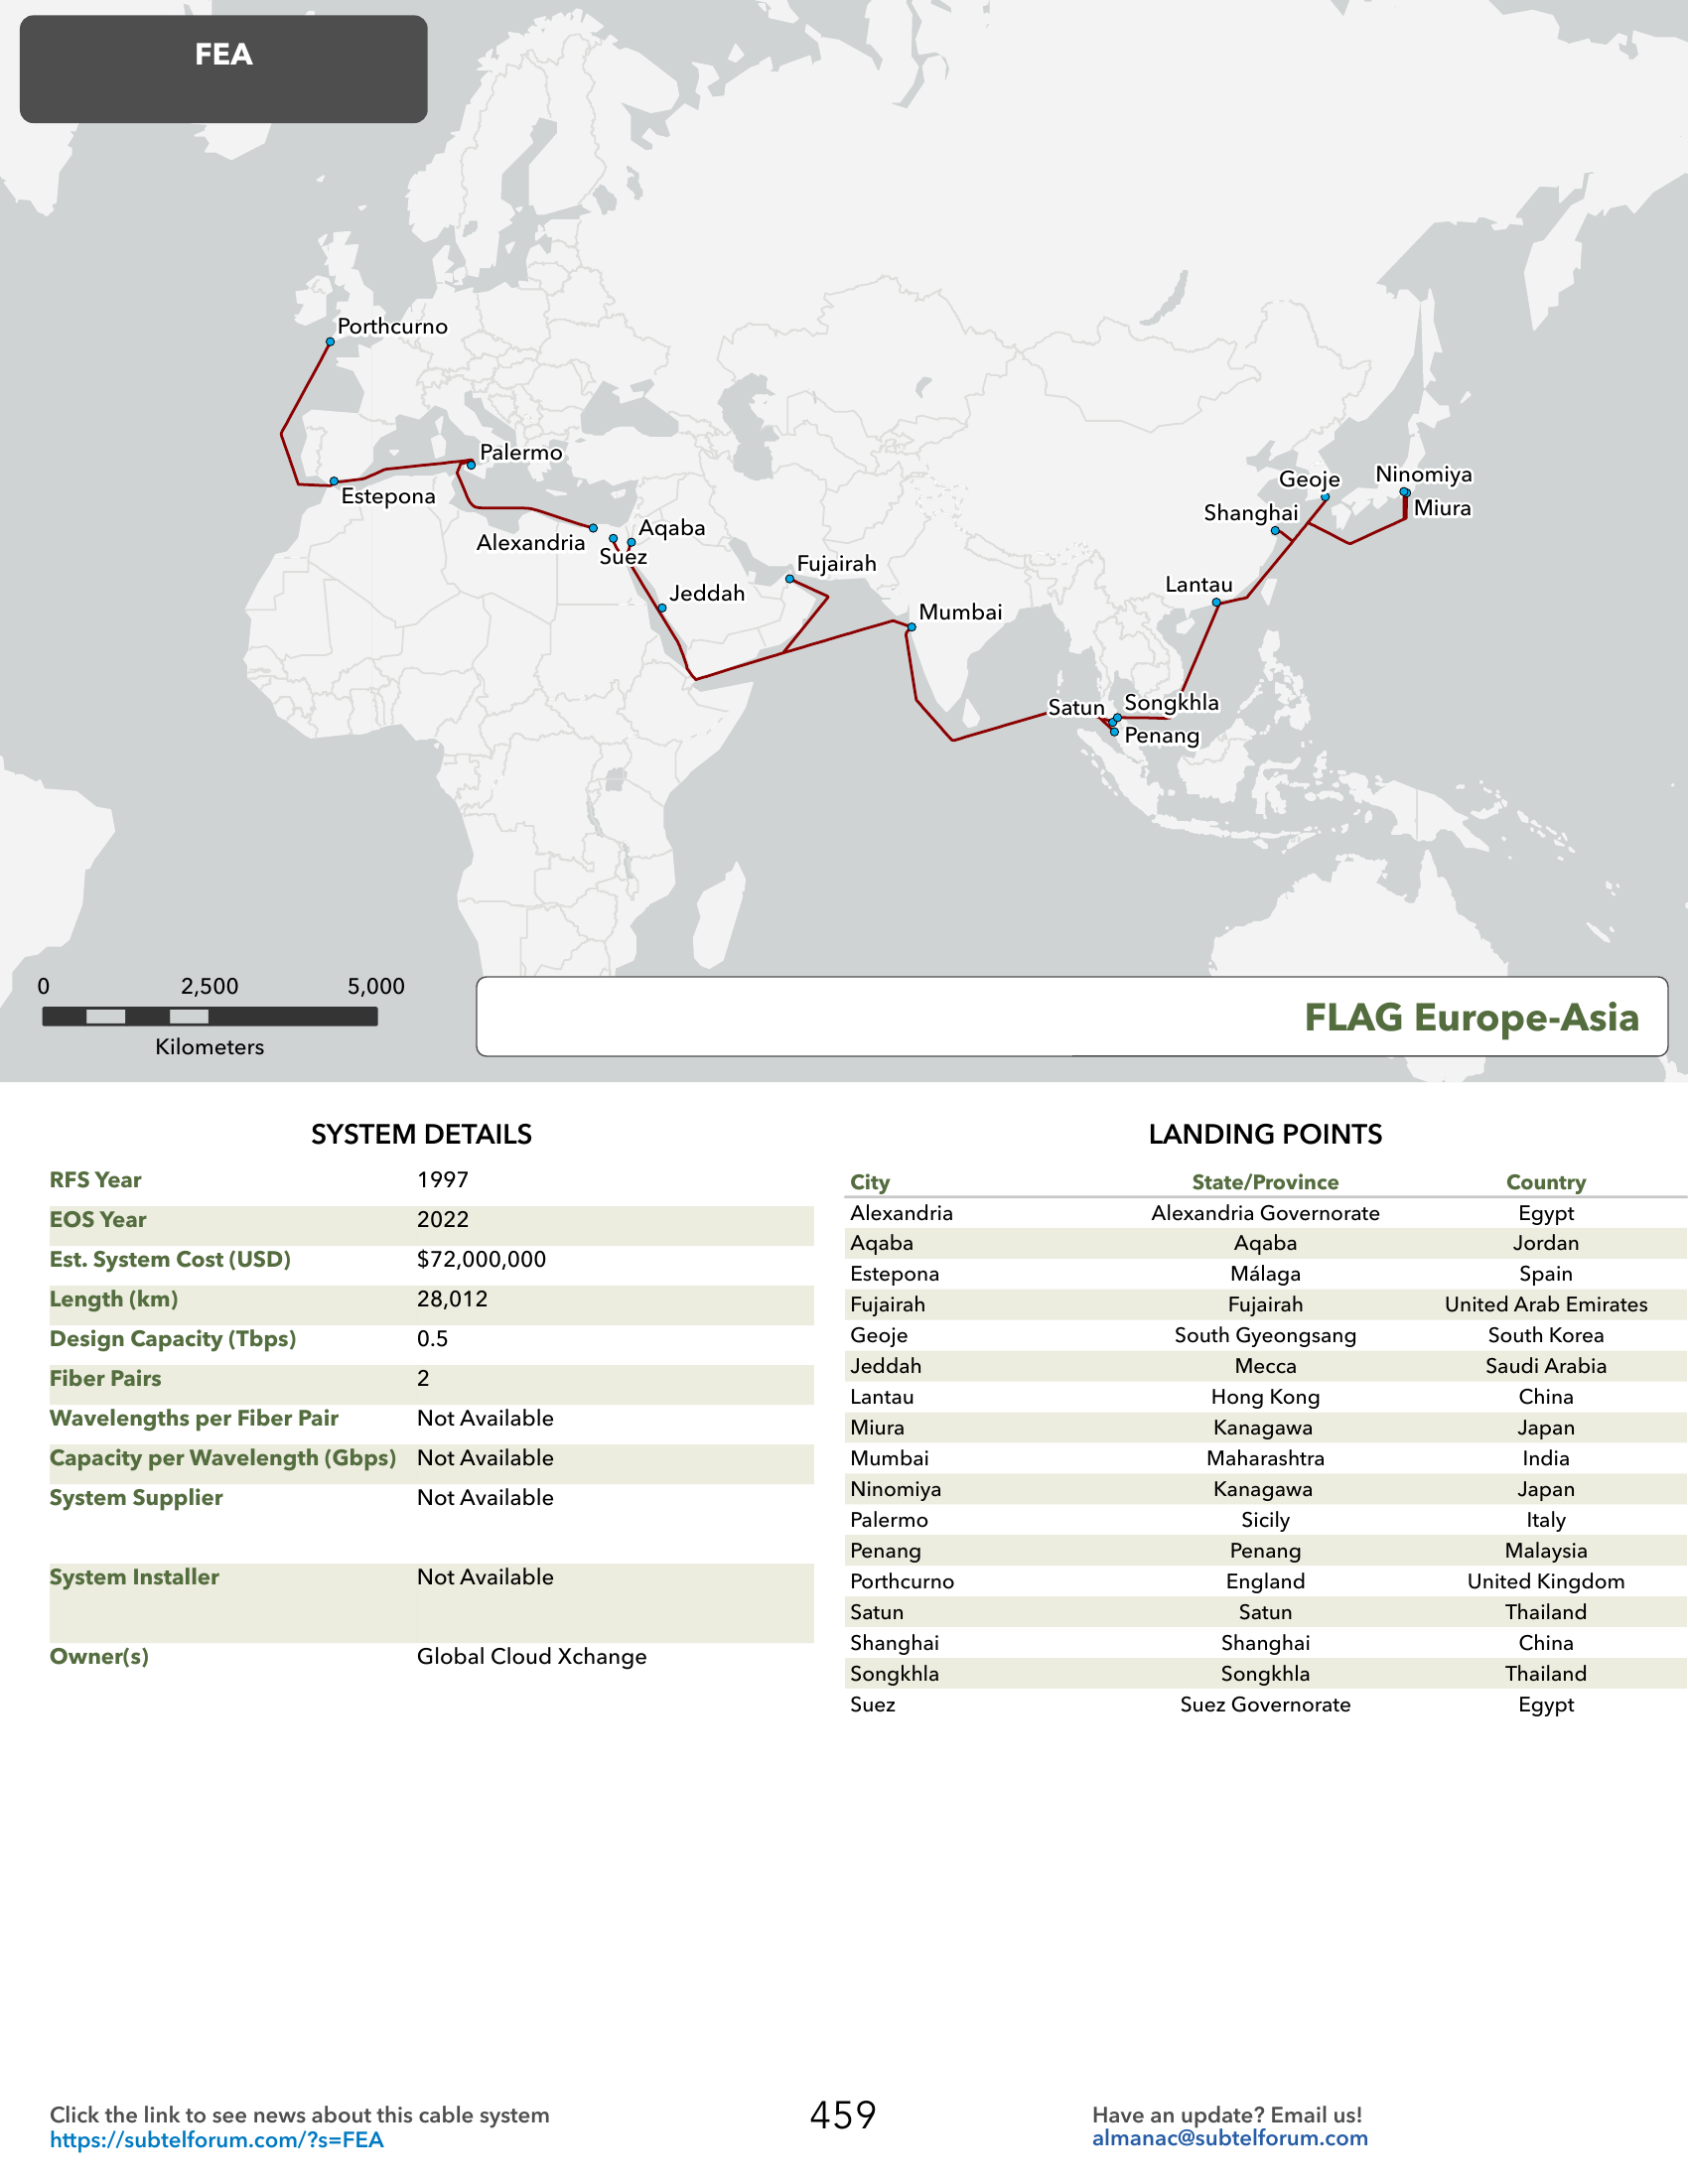 FEA
Porthcurno
Palermo
Estepona
Alexandria
Aqaba
Suez
Jeddah
Fujairah
Mumbai
Geoje
Ninomiya
Shanghai
Miura
Lantau
Satun
Songkhla
Penang
0 2,500 5,000
Kilometers
FLAG Europe-Asia
SYSTEM DETAILS
RFS Year 1997
EOS Year 2022
Est. System Cost (USD) $72,000,000
Length (km) 28,012
Design Capacity (Tbps) 0.5
Fiber Pairs 2
Wavelengths per Fiber Pair Not Available
Capacity per Wavelength (Gbps) Not Available
System Supplier Not Available
System Installer Not Available
Owner(s) Global Cloud Xchange
LANDING POINTS
City State/Province Country
Alexandria Alexandria Governorate Egypt
Aqaba Aqaba Jordan
Estepona Málaga Spain
Fujairah Fujairah United Arab Emirates
Geoje South Gyeongsang South Korea
Jeddah Mecca Saudi Arabia
Lantau Hong Kong China
Miura Kanagawa Japan
Mumbai Maharashtra India
Ninomiya Kanagawa Japan
Palermo Sicily Italy
Penang Penang Malaysia
Porthcurno England United Kingdom
Satun Satun Thailand
Shanghai Shanghai China
Songkhla Songkhla Thailand
Suez Suez Governorate Egypt
Click the link to see news about this cable system
https://subtelforum.com/?s=FEA
459
Have an update? Email us!
almanac@subtelforum.com